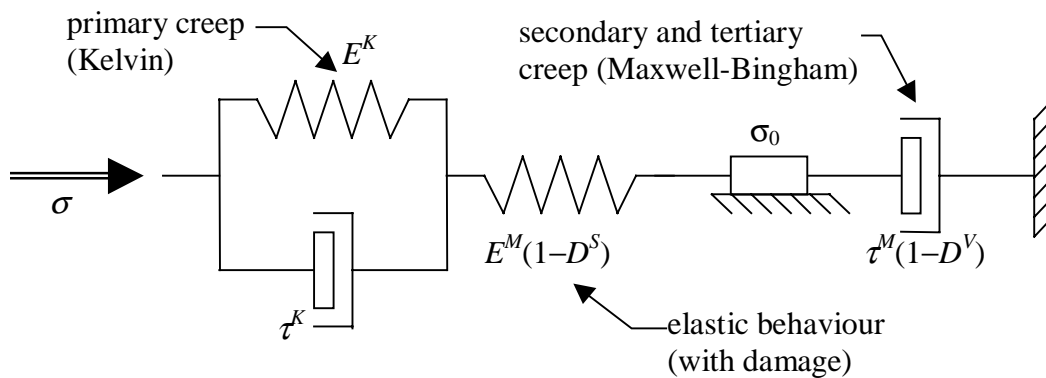 primary creep
(Kelvin)
E^K
secondary and tertiary
creep (Maxwell-Bingham)
σ₀
σ
E^M(1–D^S)
τ^M(1–D^V)
τ^K
elastic behaviour
(with damage)